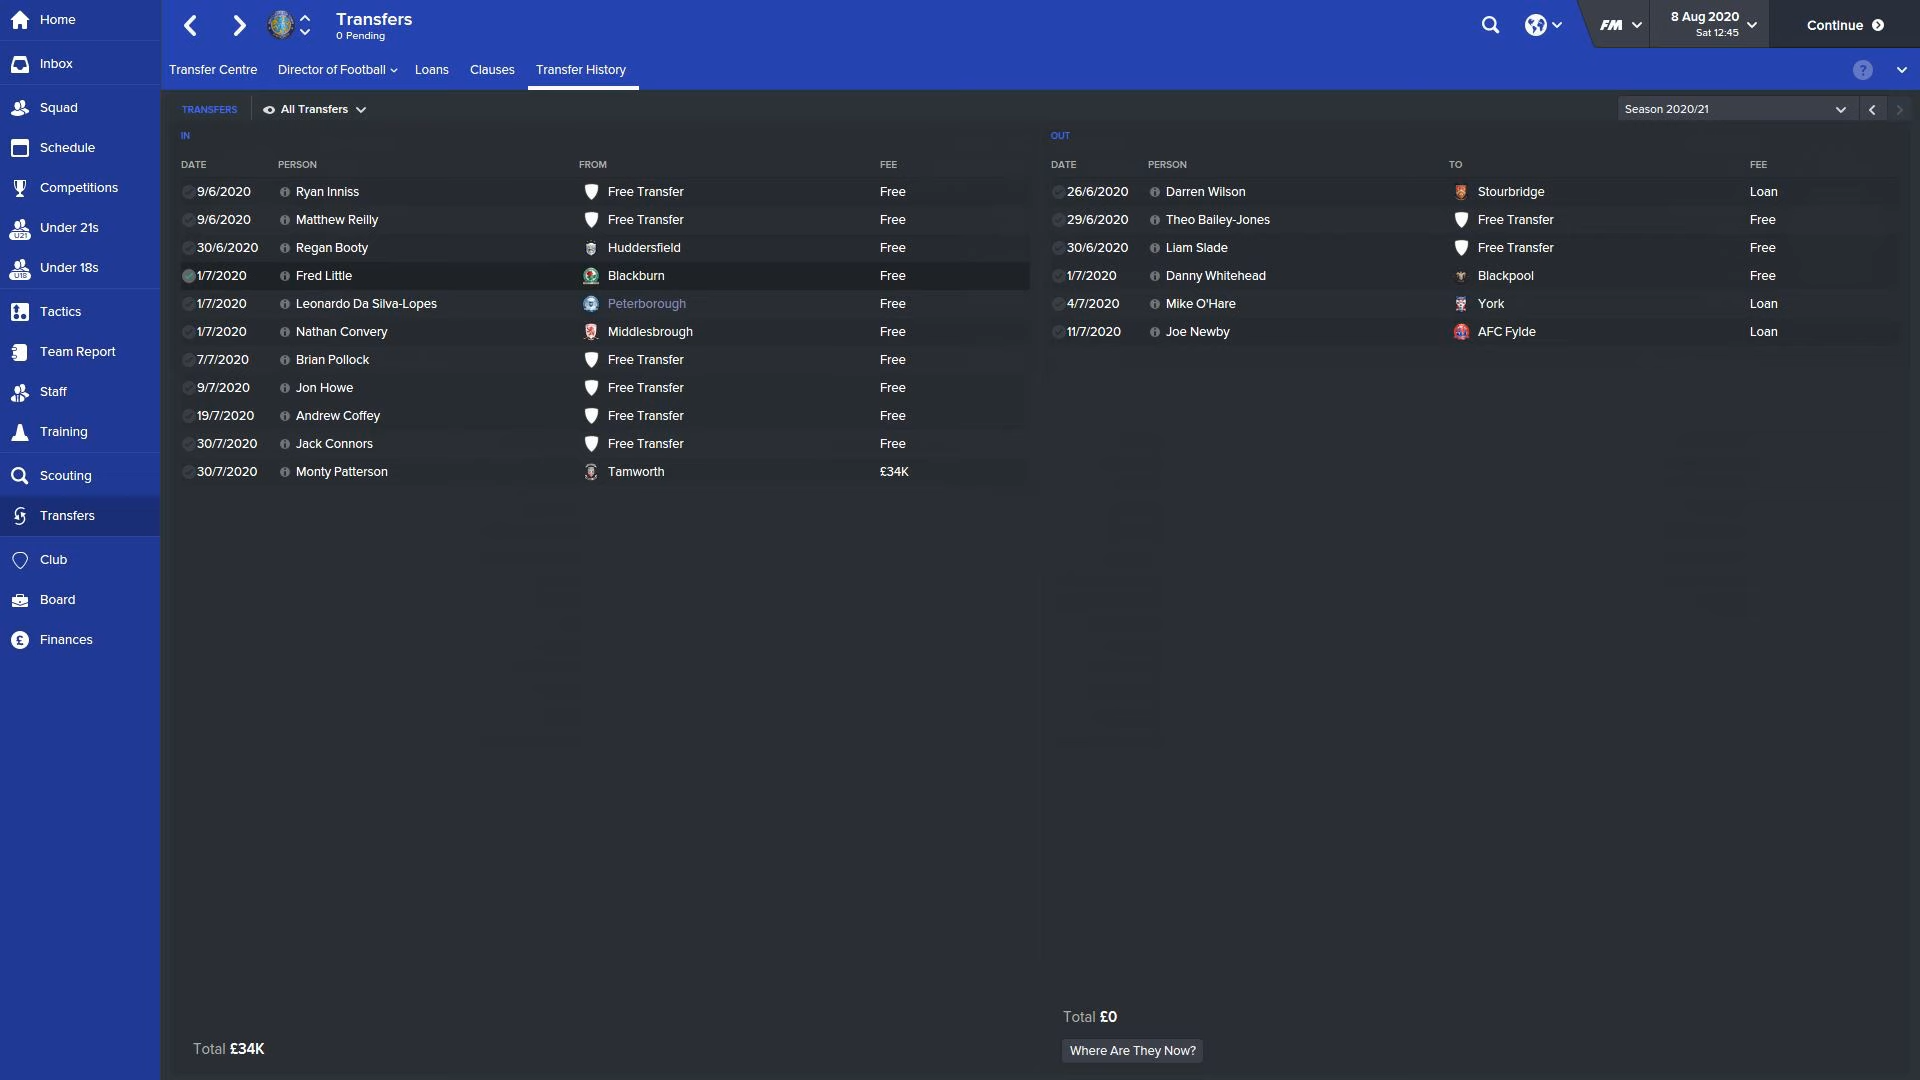 Home
Inbox
Squad
Schedule
Competitions
U21
Under 21s
U18
Under 18s
Tactics
Team Report
Staff
Training
Scouting
Transfers
Club
Board
£
Finances
Transfers
0 Pending
FM
8 Aug 2020
Sat 12:45
Continue
Transfer Centre Director of Football Loans Clauses Transfer History
?
TRANSFERS All Transfers
Season 2020/21
IN
DATE PERSON FROM FEE
9/6/2020 Ryan Inniss Free Transfer Free
9/6/2020 Matthew Reilly Free Transfer Free
30/6/2020 Regan Booty Huddersfield Free
1/7/2020 Fred Little Blackburn Free
1/7/2020 Leonardo Da Silva-Lopes Peterborough Free
1/7/2020 Nathan Convery Middlesbrough Free
7/7/2020 Brian Pollock Free Transfer Free
9/7/2020 Jon Howe Free Transfer Free
19/7/2020 Andrew Coffey Free Transfer Free
30/7/2020 Jack Connors Free Transfer Free
30/7/2020 Monty Patterson Tamworth £34K
Total £34K
OUT
DATE PERSON TO FEE
26/6/2020 Darren Wilson Stourbridge Loan
29/6/2020 Theo Bailey-Jones Free Transfer Free
30/6/2020 Liam Slade Free Transfer Free
1/7/2020 Danny Whitehead Blackpool Free
4/7/2020 Mike O'Hare York Loan
11/7/2020 Joe Newby AFC Fylde Loan
Total £0
Where Are They Now?